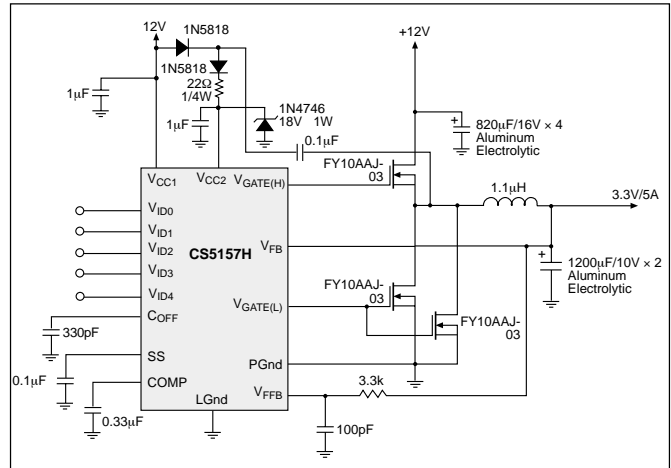 12V
1N5818
1N5818
22Ω
1/4W
1µF
1µF
1N4746
18V 1W
0.1µF
+12V
820µF/16V × 4
Aluminum
Electrolytic
FY10AAJ-
03
1.1µH
3.3V/5A
1200µF/10V × 2
Aluminum
Electrolytic
VCC1
VCC2
VGATE(H)
VID0
VID1
VID2
VID3
VID4
CS5157H
VFB
FY10AAJ-
03
VGATE(L)
FY10AAJ-
03
COFF
330pF
SS
0.1µF
COMP
0.33µF
LGnd
PGnd
VFFB
3.3k
100pF